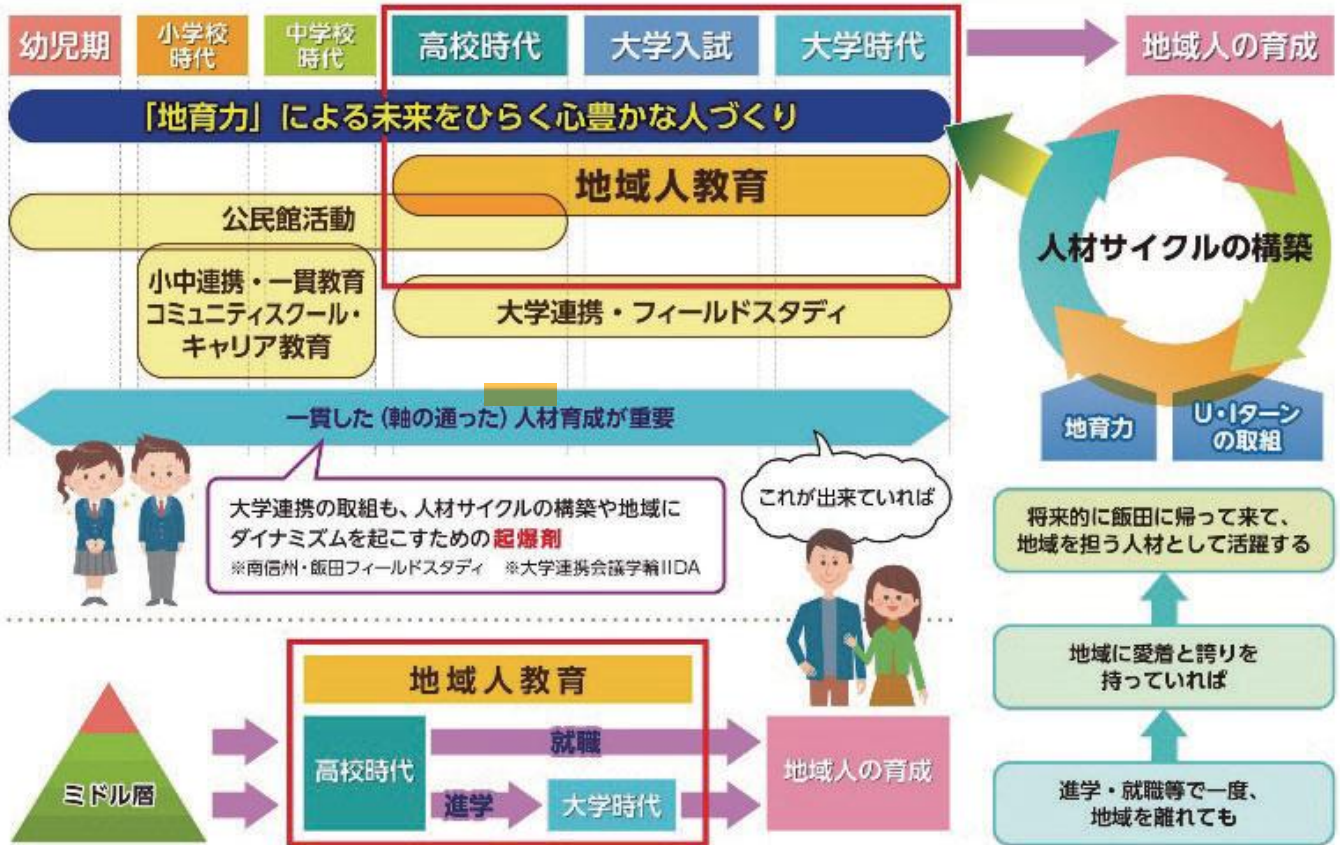 幼児期
小学校
時代
中学校
時代
高校時代
大学入試
大学時代
地域人の育成
「地育力」による未来をひらく心豊かな人づくり
地域人教育
公民館活動
小中連携・一貫教育
コミュニティスクール・
キャリア教育
大学連携・フィールドスタディ
人材サイクルの構築
地育力
U・Iターン
の取組
一貫した（軸の通った）人材育成が重要
大学連携の取組も、人材サイクルの構築や地域に
ダイナミズムを起こすための起爆剤
※南信州・飯田フィールドスタディ　※大学連携会議学輪IIDA
これが出来ていれば
将来的に飯田に帰って来て、
地域を担う人材として活躍する
地域に愛着と誇りを
持っていれば
進学・就職等で一度、
地域を離れても
ミドル層
地域人教育
高校時代
就職
進学
大学時代
地域人の育成